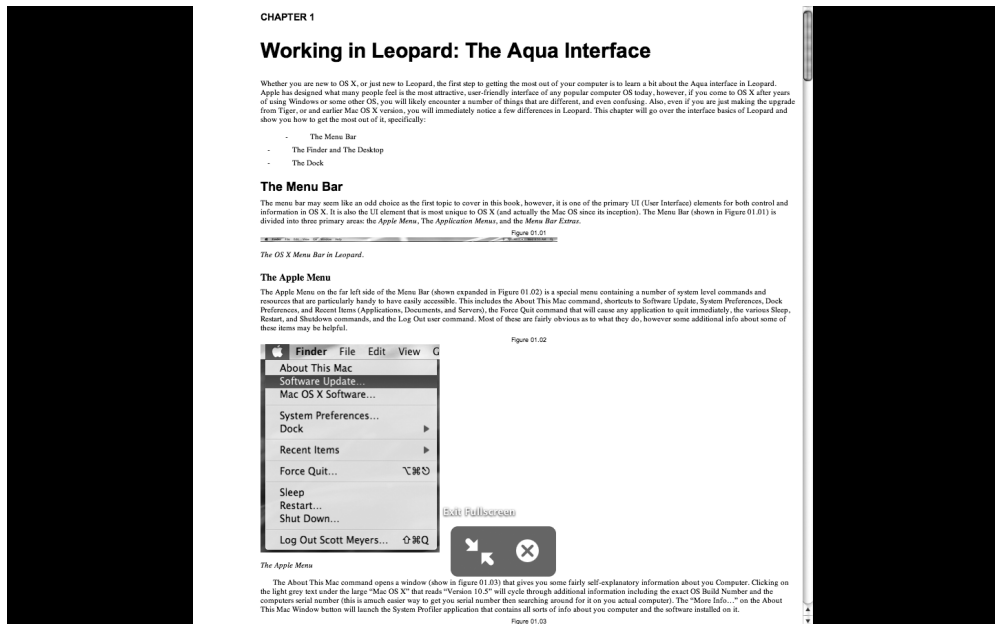 CHAPTER 1
Working in Leopard: The Aqua Interface
Whether you are new to OS X, or just new to Leopard, the first step to getting the most out of your computer is to learn a bit about the Aqua interface in Leopard.
Apple has designed what many people feel is the most attractive, user-friendly interface of any popular computer OS today, however, if you come to OS X after years
of using Windows or some other OS, you will likely encounter a number of things that are different, and even confusing. Also, even if you are just making the upgrade
from Tiger, or and earlier Mac OS X version, you will immediately notice a few differences in Leopard. This chapter will go over the interface basics of Leopard and
show you how to get the most out of it, specifically:
- The Menu Bar
- The Finder and The Desktop
- The Dock
The Menu Bar
The menu bar may seem like an odd choice as the first topic to cover in this book, however, it is one of the primary UI (User Interface) elements for both control and
information in OS X. It is also the UI element that is most unique to OS X (and actually the Mac OS since its inception). The Menu Bar (shown in Figure 01.01) is
divided into three primary areas: the Apple Menu, The Application Menus, and the Menu Bar Extras.
Figure 01.01
The OS X Menu Bar in Leopard.
The Apple Menu
The Apple Menu on the far left side of the Menu Bar (shown expanded in Figure 01.02) is a special menu containing a number of system level commands and
resources that are particularly handy to have easily accessible. This includes the About This Mac command, shortcuts to Software Update, System Preferences, Dock
Preferences, and Recent Items (Applications, Documents, and Servers), the Force Quit command that will cause any application to quit immediately, the various Sleep,
Restart, and Shutdown commands, and the Log Out user command. Most of these are fairly obvious as to what they do, however some additional info about some of
these items may be helpful.
Figure 01.02
Finder File Edit View G
About This Mac
Software Update...
Mac OS X Software...
System Preferences...
Dock
Recent Items
Force Quit... ⌥⌘⎋
Sleep
Restart...
Shut Down...
Log Out Scott Meyers... ⇧⌘Q
Exit Fullscreen
The Apple Menu
The About This Mac command opens a window (show in figure 01.03) that gives you some fairly self-explanatory information about you Computer. Clicking on
the light grey text under the large “Mac OS X” that reads “Version 10.5” will cycle through additional information including the exact OS Build Number and the
computers serial number (this is amuch easier way to get you serial number then searching around for it on you actual computer). The “More Info...” on the About
This Mac Window button will launch the System Profiler application that contains all sorts of info about you computer and the software installed on it.
Figure 01.03